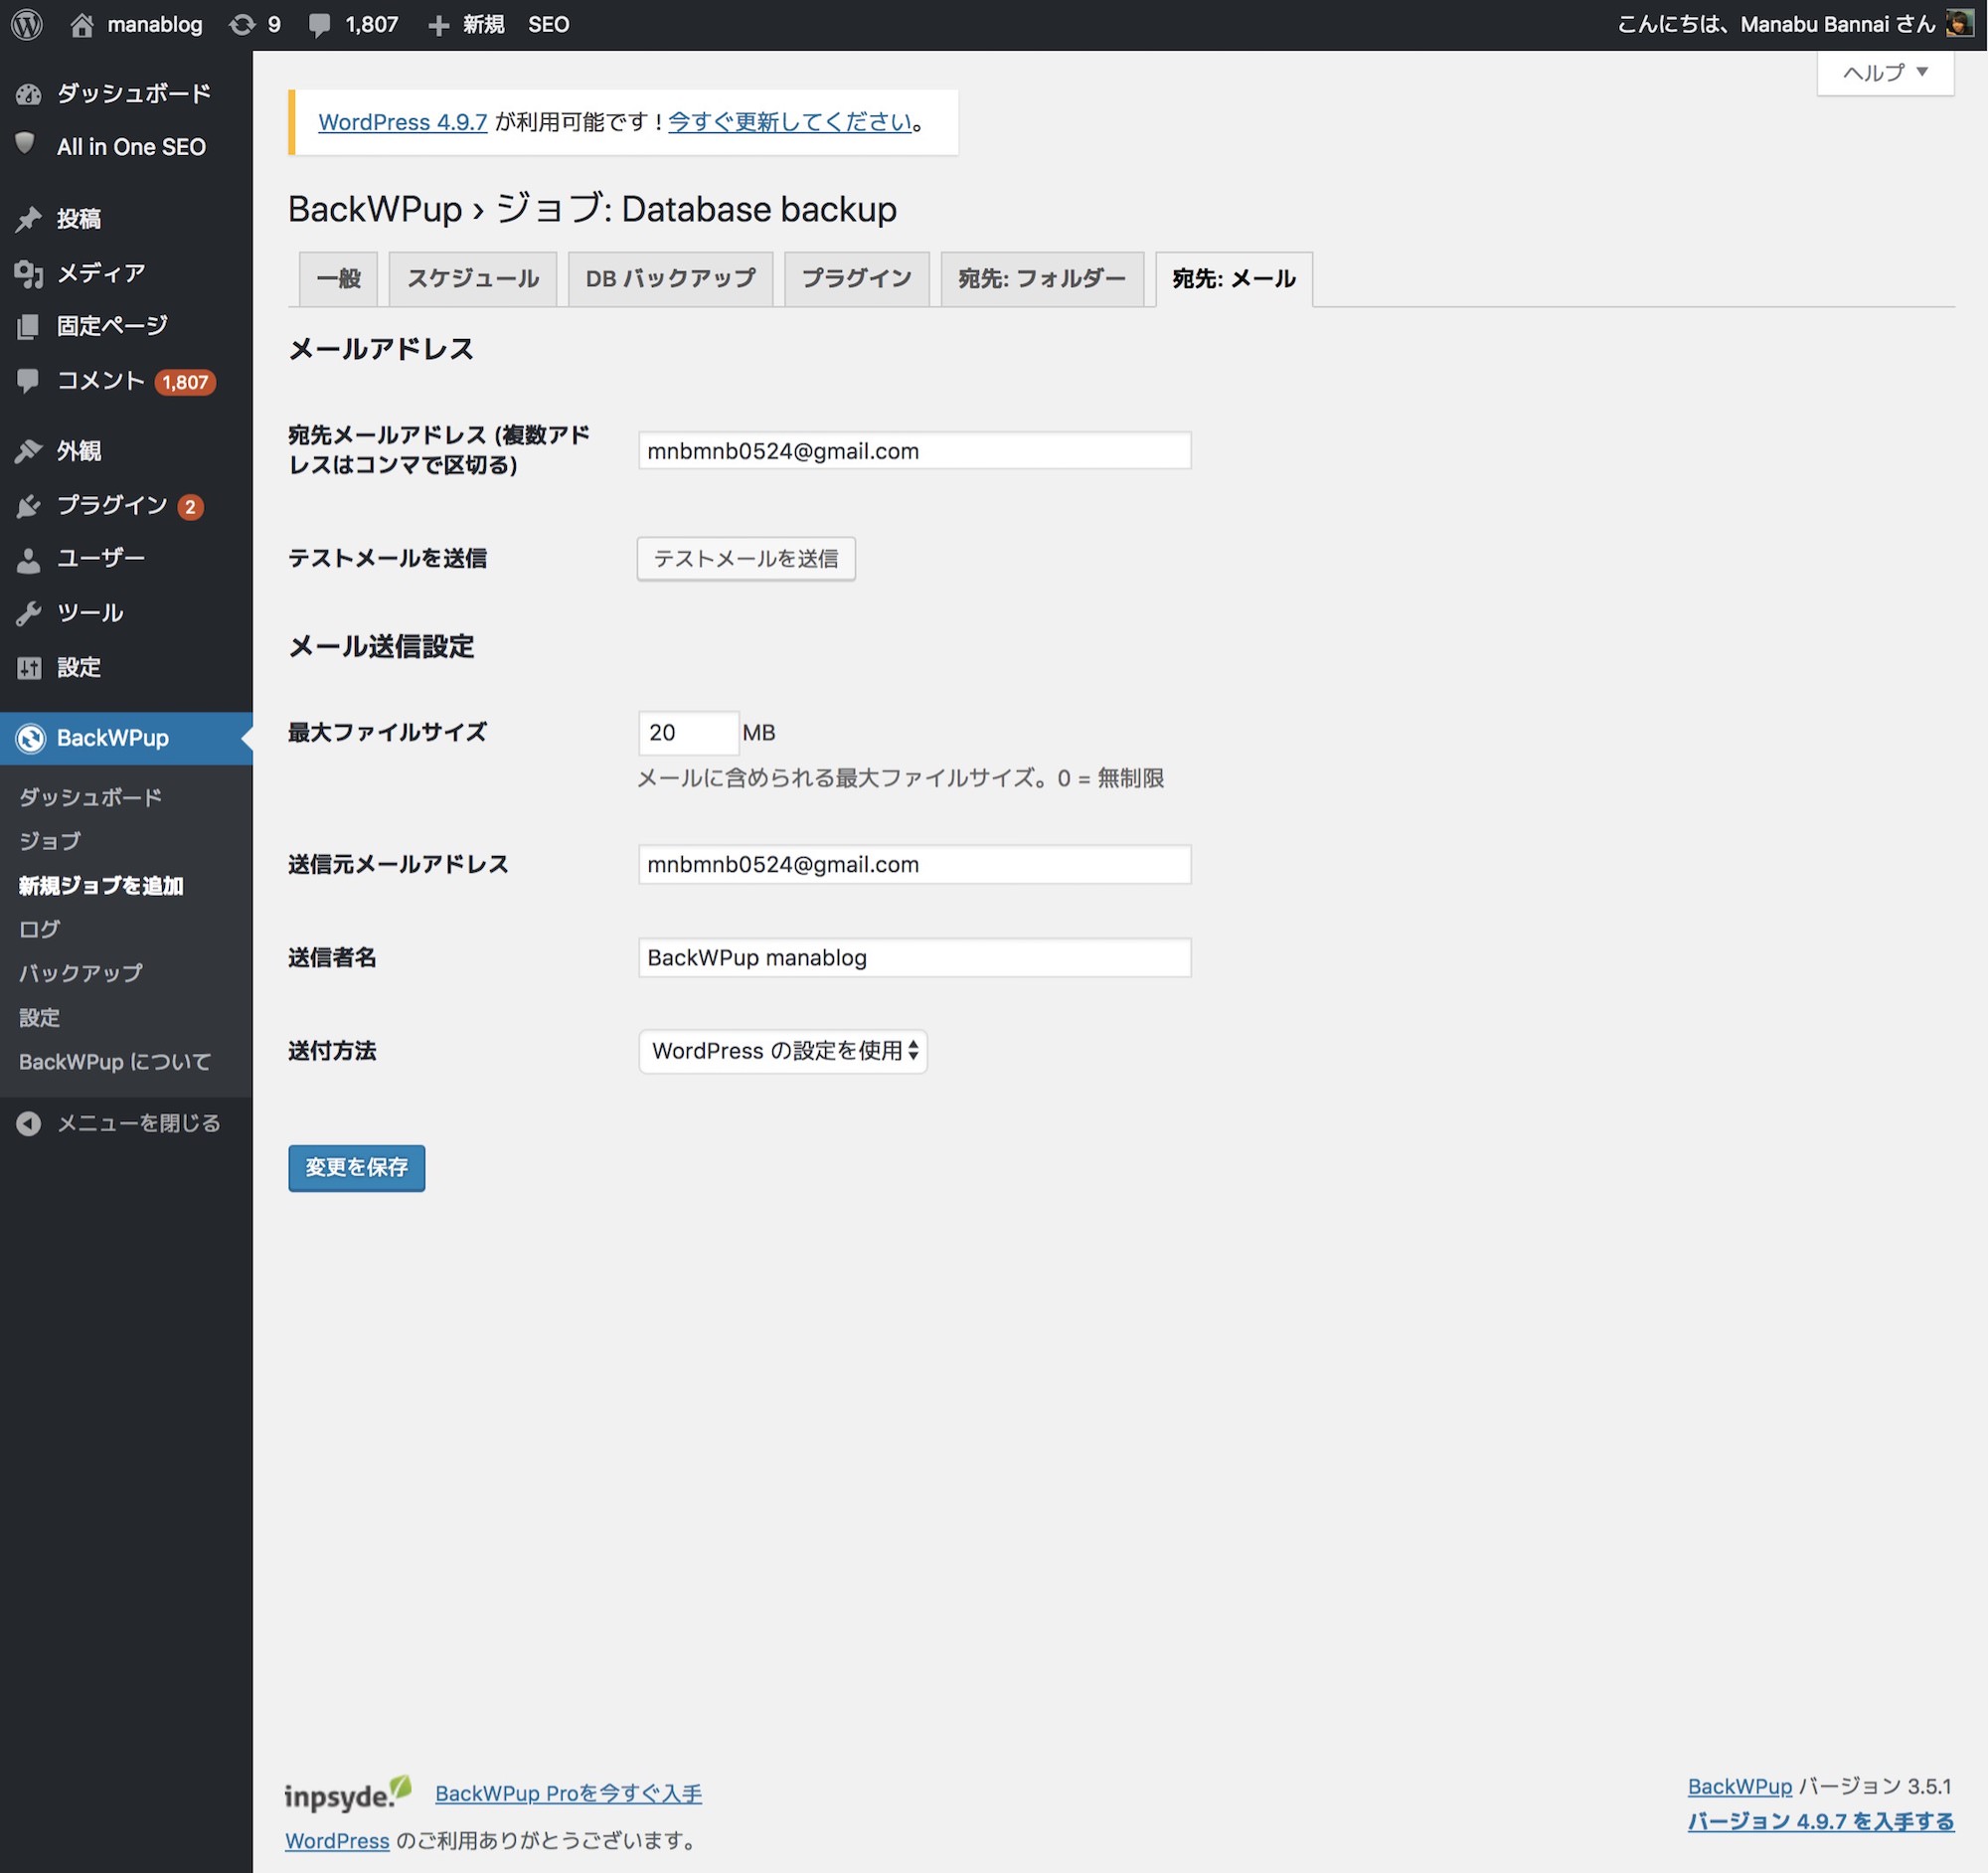 manablog 9 1,807 新規 SEO こんにちは、Manabu Bannai さん
ヘルプ
ダッシュボード
All in One SEO
投稿
メディア
固定ページ
コメント 1,807
外観
プラグイン 2
ユーザー
ツール
設定
BackWPup
ダッシュボード
ジョブ
新規ジョブを追加
ログ
バックアップ
設定
BackWPup について
メニューを閉じる
WordPress 4.9.7 が利用可能です ! 今すぐ更新してください。
BackWPup › ジョブ: Database backup
一般 スケジュール DB バックアップ プラグイン 宛先: フォルダー 宛先: メール
メールアドレス
宛先メールアドレス (複数アド
レスはコンマで区切る)
mnbmnb0524@gmail.com
テストメールを送信 テストメールを送信
メール送信設定
最大ファイルサイズ 20 MB
メールに含められる最大ファイルサイズ。0 = 無制限
送信元メールアドレス mnbmnb0524@gmail.com
送信者名 BackWPup manablog
送付方法 WordPress の設定を使用
変更を保存
inpsyde. BackWPup Proを今すぐ入手
WordPress のご利用ありがとうございます。
BackWPup バージョン 3.5.1
バージョン 4.9.7 を入手する